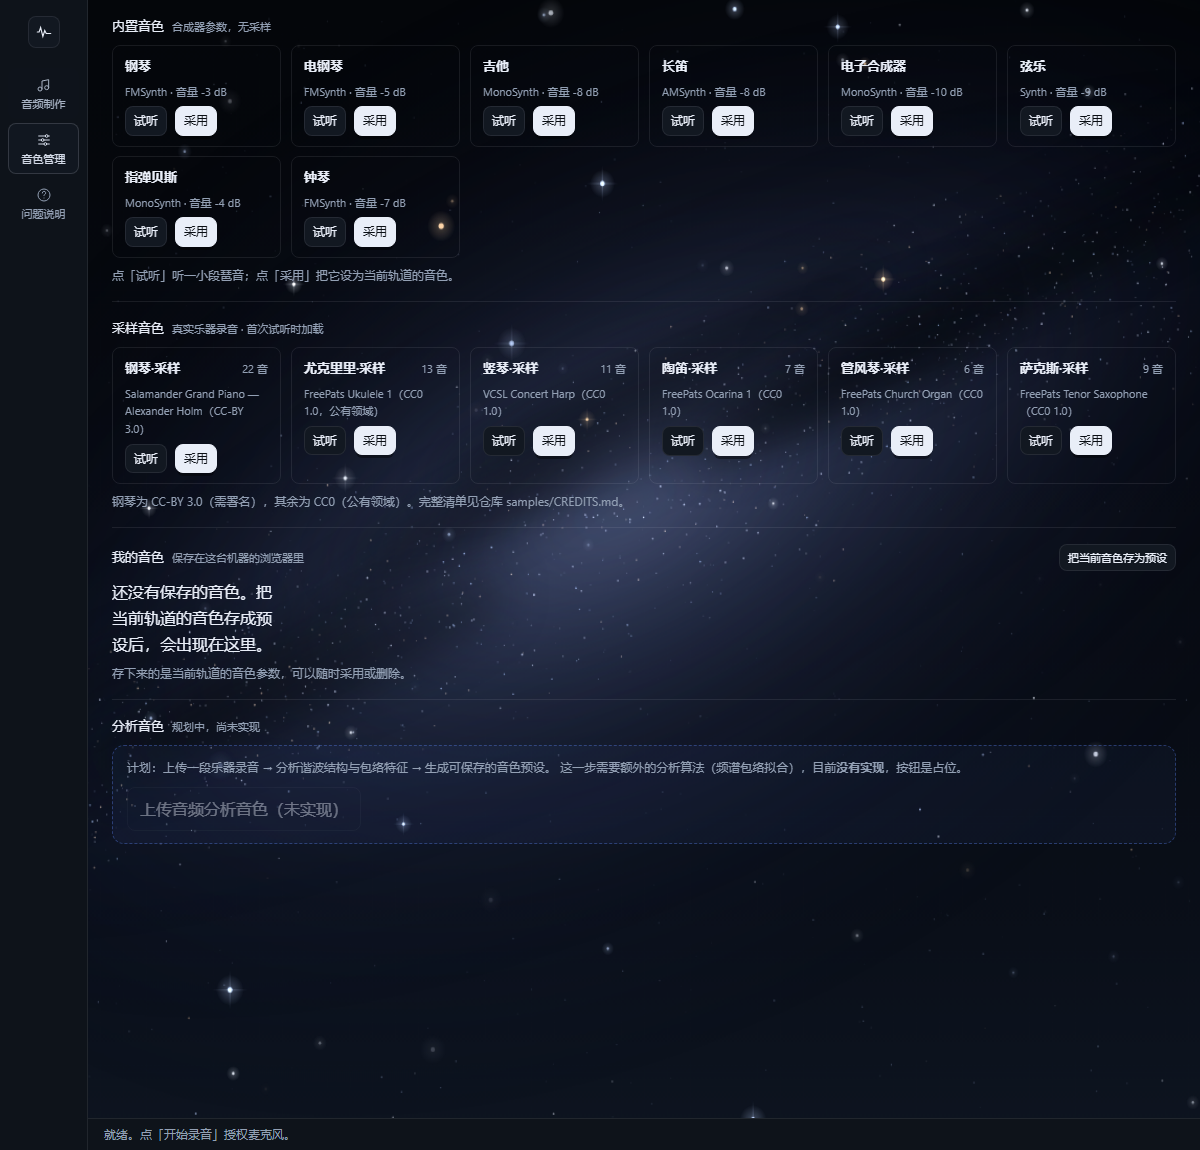 音频制作
音色管理
问题说明
内置音色 合成器参数，无采样
钢琴
FMSynth · 音量 -3 dB
试听 采用
电钢琴
FMSynth · 音量 -5 dB
试听 采用
吉他
MonoSynth · 音量 -8 dB
试听 采用
长笛
AMSynth · 音量 -8 dB
试听 采用
电子合成器
MonoSynth · 音量 -10 dB
试听 采用
弦乐
Synth · 音量 -9 dB
试听 采用
指弹贝斯
MonoSynth · 音量 -4 dB
试听 采用
钟琴
FMSynth · 音量 -7 dB
试听 采用
点「试听」听一小段琶音；点「采用」把它设为当前轨道的音色。
采样音色 真实乐器录音 · 首次试听时加载
钢琴·采样 22 音
Salamander Grand Piano —
Alexander Holm（CC-BY
3.0）
试听 采用
尤克里里·采样 13 音
FreePats Ukulele 1（CC0
1.0，公有领域）
试听 采用
竖琴·采样 11 音
VCSL Concert Harp（CC0
1.0）
试听 采用
陶笛·采样 7 音
FreePats Ocarina 1（CC0
1.0）
试听 采用
管风琴·采样 6 音
FreePats Church Organ（CC0
1.0）
试听 采用
萨克斯·采样 9 音
FreePats Tenor Saxophone
（CC0 1.0）
试听 采用
钢琴为 CC-BY 3.0（需署名），其余为 CC0（公有领域）。完整清单见仓库 samples/CREDITS.md。
我的音色 保存在这台机器的浏览器里
把当前音色存为预设
还没有保存的音色。把
当前轨道的音色存成预
设后，会出现在这里。
存下来的是当前轨道的音色参数，可以随时采用或删除。
分析音色 规划中，尚未实现
计划：上传一段乐器录音 → 分析谐波结构与包络特征 → 生成可保存的音色预设。 这一步需要额外的分析算法（频谱包络拟合），目前没有实现，按钮是占位。
上传音频分析音色（未实现）
就绪。点「开始录音」授权麦克风。